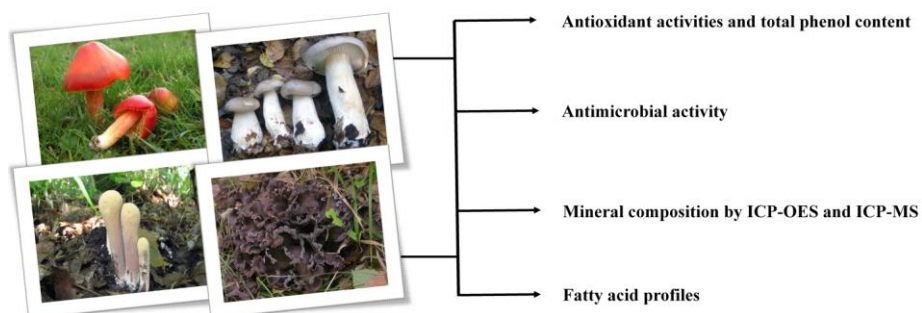 Antioxidant activities and total phenol content
Antimicrobial activity
Mineral composition by ICP-OES and ICP-MS
Fatty acid profiles